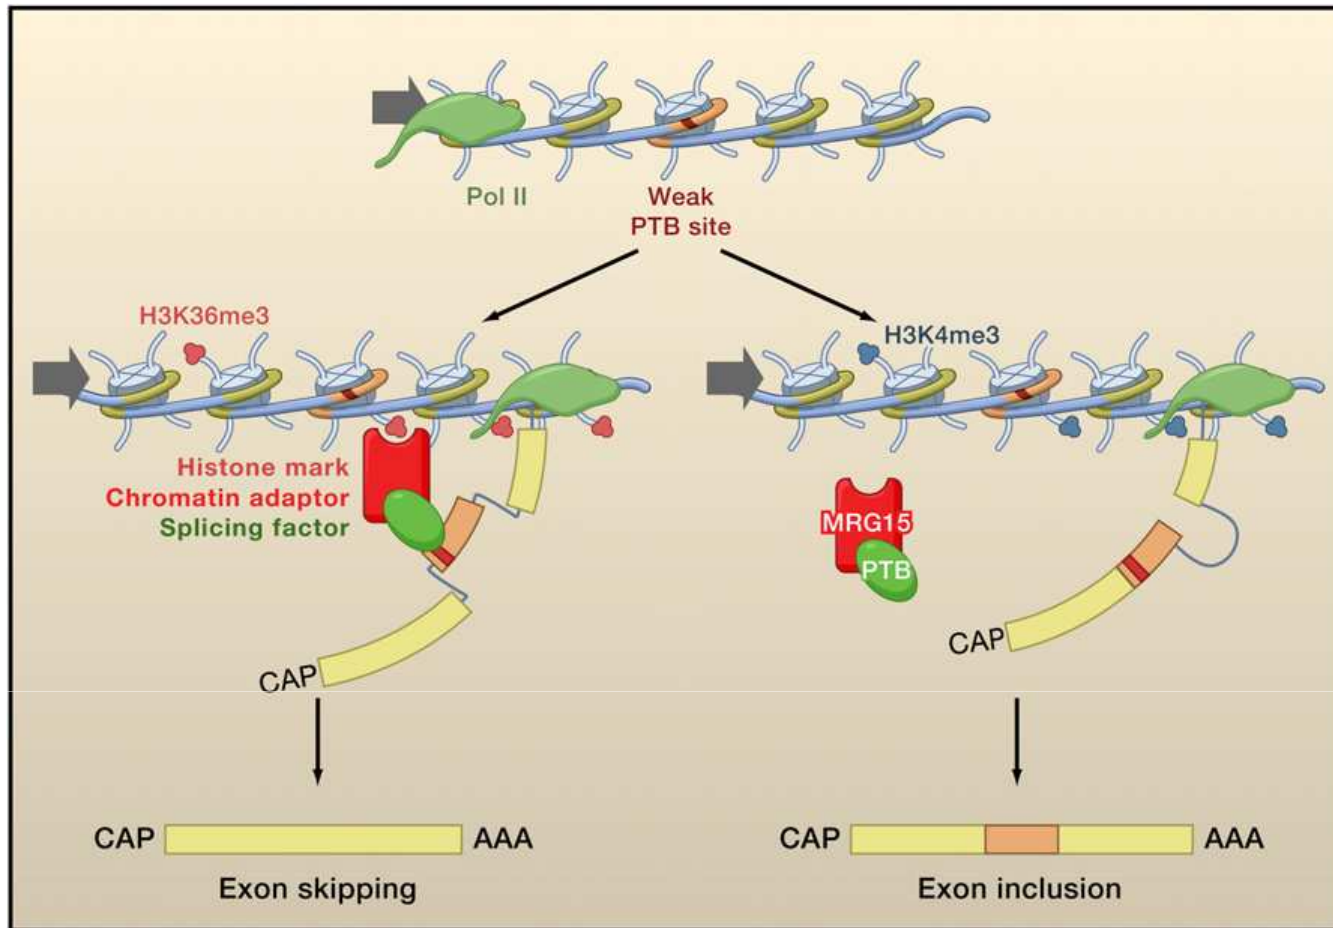 Pol II
Weak
PTB site
H3K36me3
H3K4me3
Histone mark
Chromatin adaptor
Splicing factor
MRG15
PTB
CAP
CAP
CAP
AAA
CAP
AAA
Exon skipping
Exon inclusion